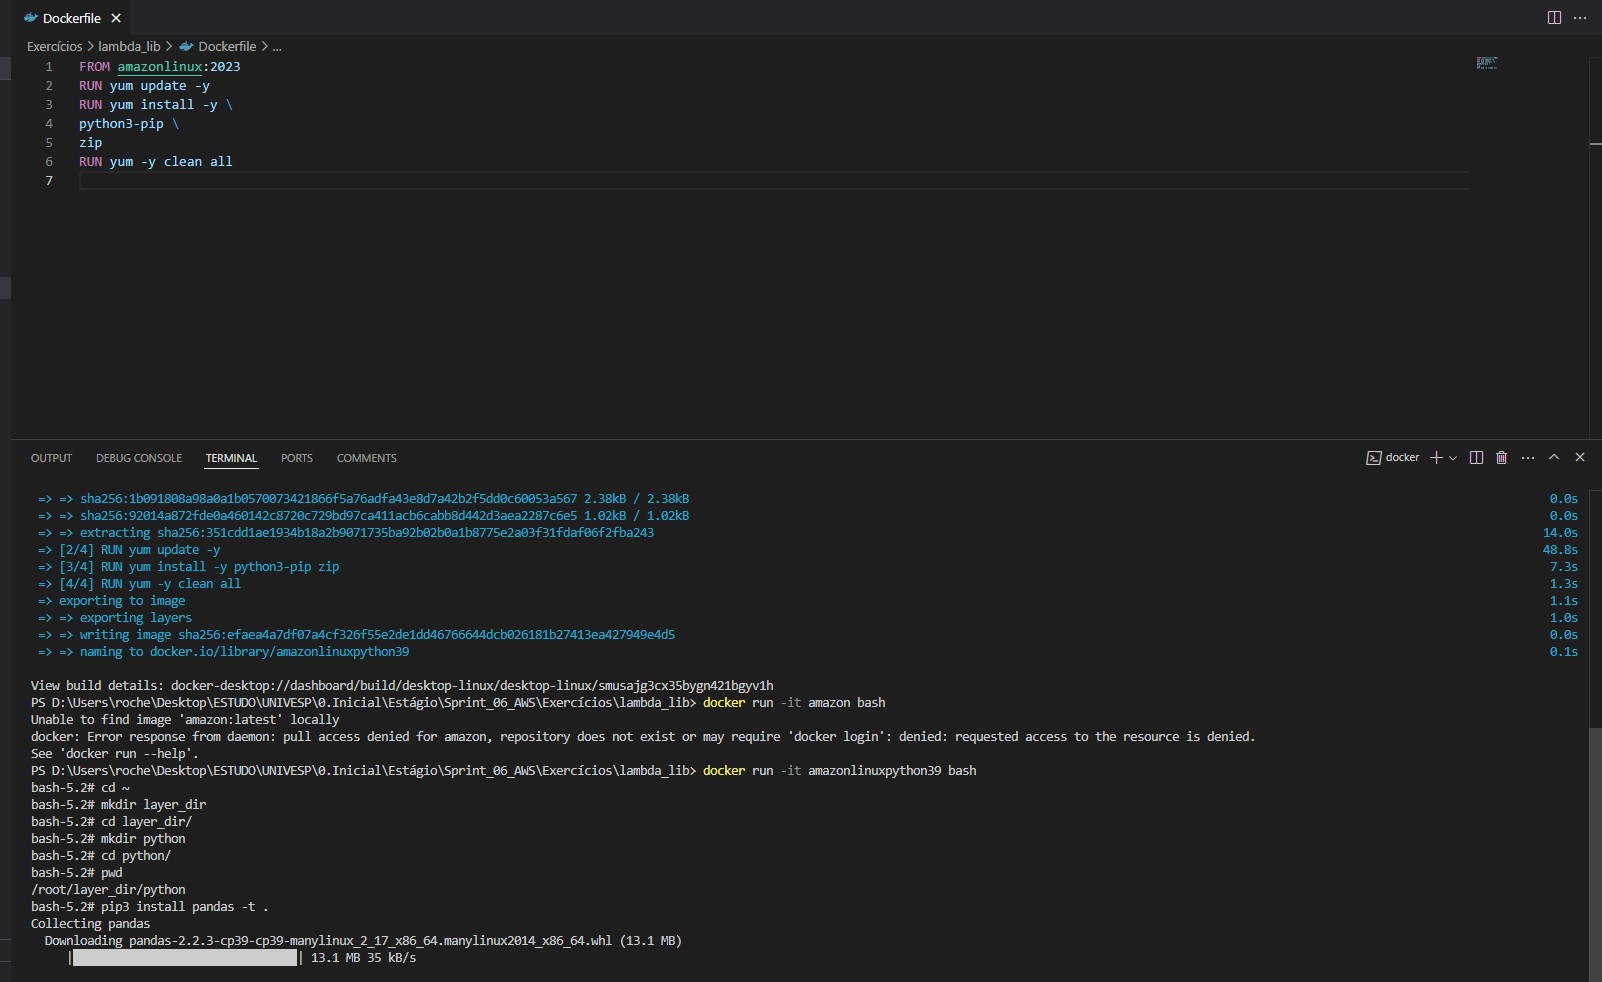 Dockerfile
Exercícios > lambda_lib > Dockerfile > ...
1 FROM amazonlinux:2023
2 RUN yum update -y
3 RUN yum install -y \
4 python3-pip \
5 zip
6 RUN yum -y clean all
7
OUTPUT DEBUG CONSOLE TERMINAL PORTS COMMENTS docker
=> => sha256:1b091808a98a0a1b0570073421866f5a76adfa43e8d7a42b2f5dd0c60053a567 2.38kB / 2.38kB 0.0s
=> => sha256:92014a872fde0a460142c8720c729bd97ca411acb6cabb8d442d3aea2287c6e5 1.02kB / 1.02kB 0.0s
=> => extracting sha256:351cdd1ae1934b18a2b9071735ba92b02b0a1b8775e2a03f31fdaf06f2fba243 14.0s
=> [2/4] RUN yum update -y 48.8s
=> [3/4] RUN yum install -y python3-pip zip 7.3s
=> [4/4] RUN yum -y clean all 1.3s
=> exporting to image 1.1s
=> => exporting layers 1.0s
=> => writing image sha256:efaea4a7df07a4cf326f55e2de1dd46766644dcb026181b27413ea427949e4d5 0.0s
=> => naming to docker.io/library/amazonlinuxpython39 0.1s
View build details: docker-desktop://dashboard/build/desktop-linux/desktop-linux/smusajg3cx35bygn421bgyv1h
PS D:\Users\roche\Desktop\ESTUDO\UNIVESP\0.Inicial\Estágio\Sprint_06_AWS\Exercícios\lambda_lib> docker run -it amazon bash
Unable to find image 'amazon:latest' locally
docker: Error response from daemon: pull access denied for amazon, repository does not exist or may require 'docker login': denied: requested access to the resource is denied.
See 'docker run --help'.
PS D:\Users\roche\Desktop\ESTUDO\UNIVESP\0.Inicial\Estágio\Sprint_06_AWS\Exercícios\lambda_lib> docker run -it amazonlinuxpython39 bash
bash-5.2# cd ~
bash-5.2# mkdir layer_dir
bash-5.2# cd layer_dir/
bash-5.2# mkdir python
bash-5.2# cd python/
bash-5.2# pwd
/root/layer_dir/python
bash-5.2# pip3 install pandas -t .
Collecting pandas
Downloading pandas-2.2.3-cp39-cp39-manylinux_2_17_x86_64.manylinux2014_x86_64.whl (13.1 MB)
| | 13.1 MB 35 kB/s